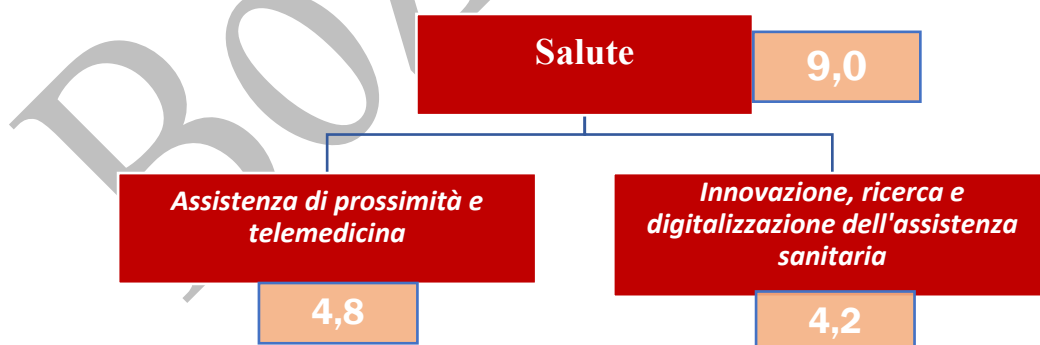 Salute
9,0
Assistenza di prossimità e
telemedicina
4,8
Innovazione, ricerca e
digitalizzazione dell'assistenza
sanitaria
4,2